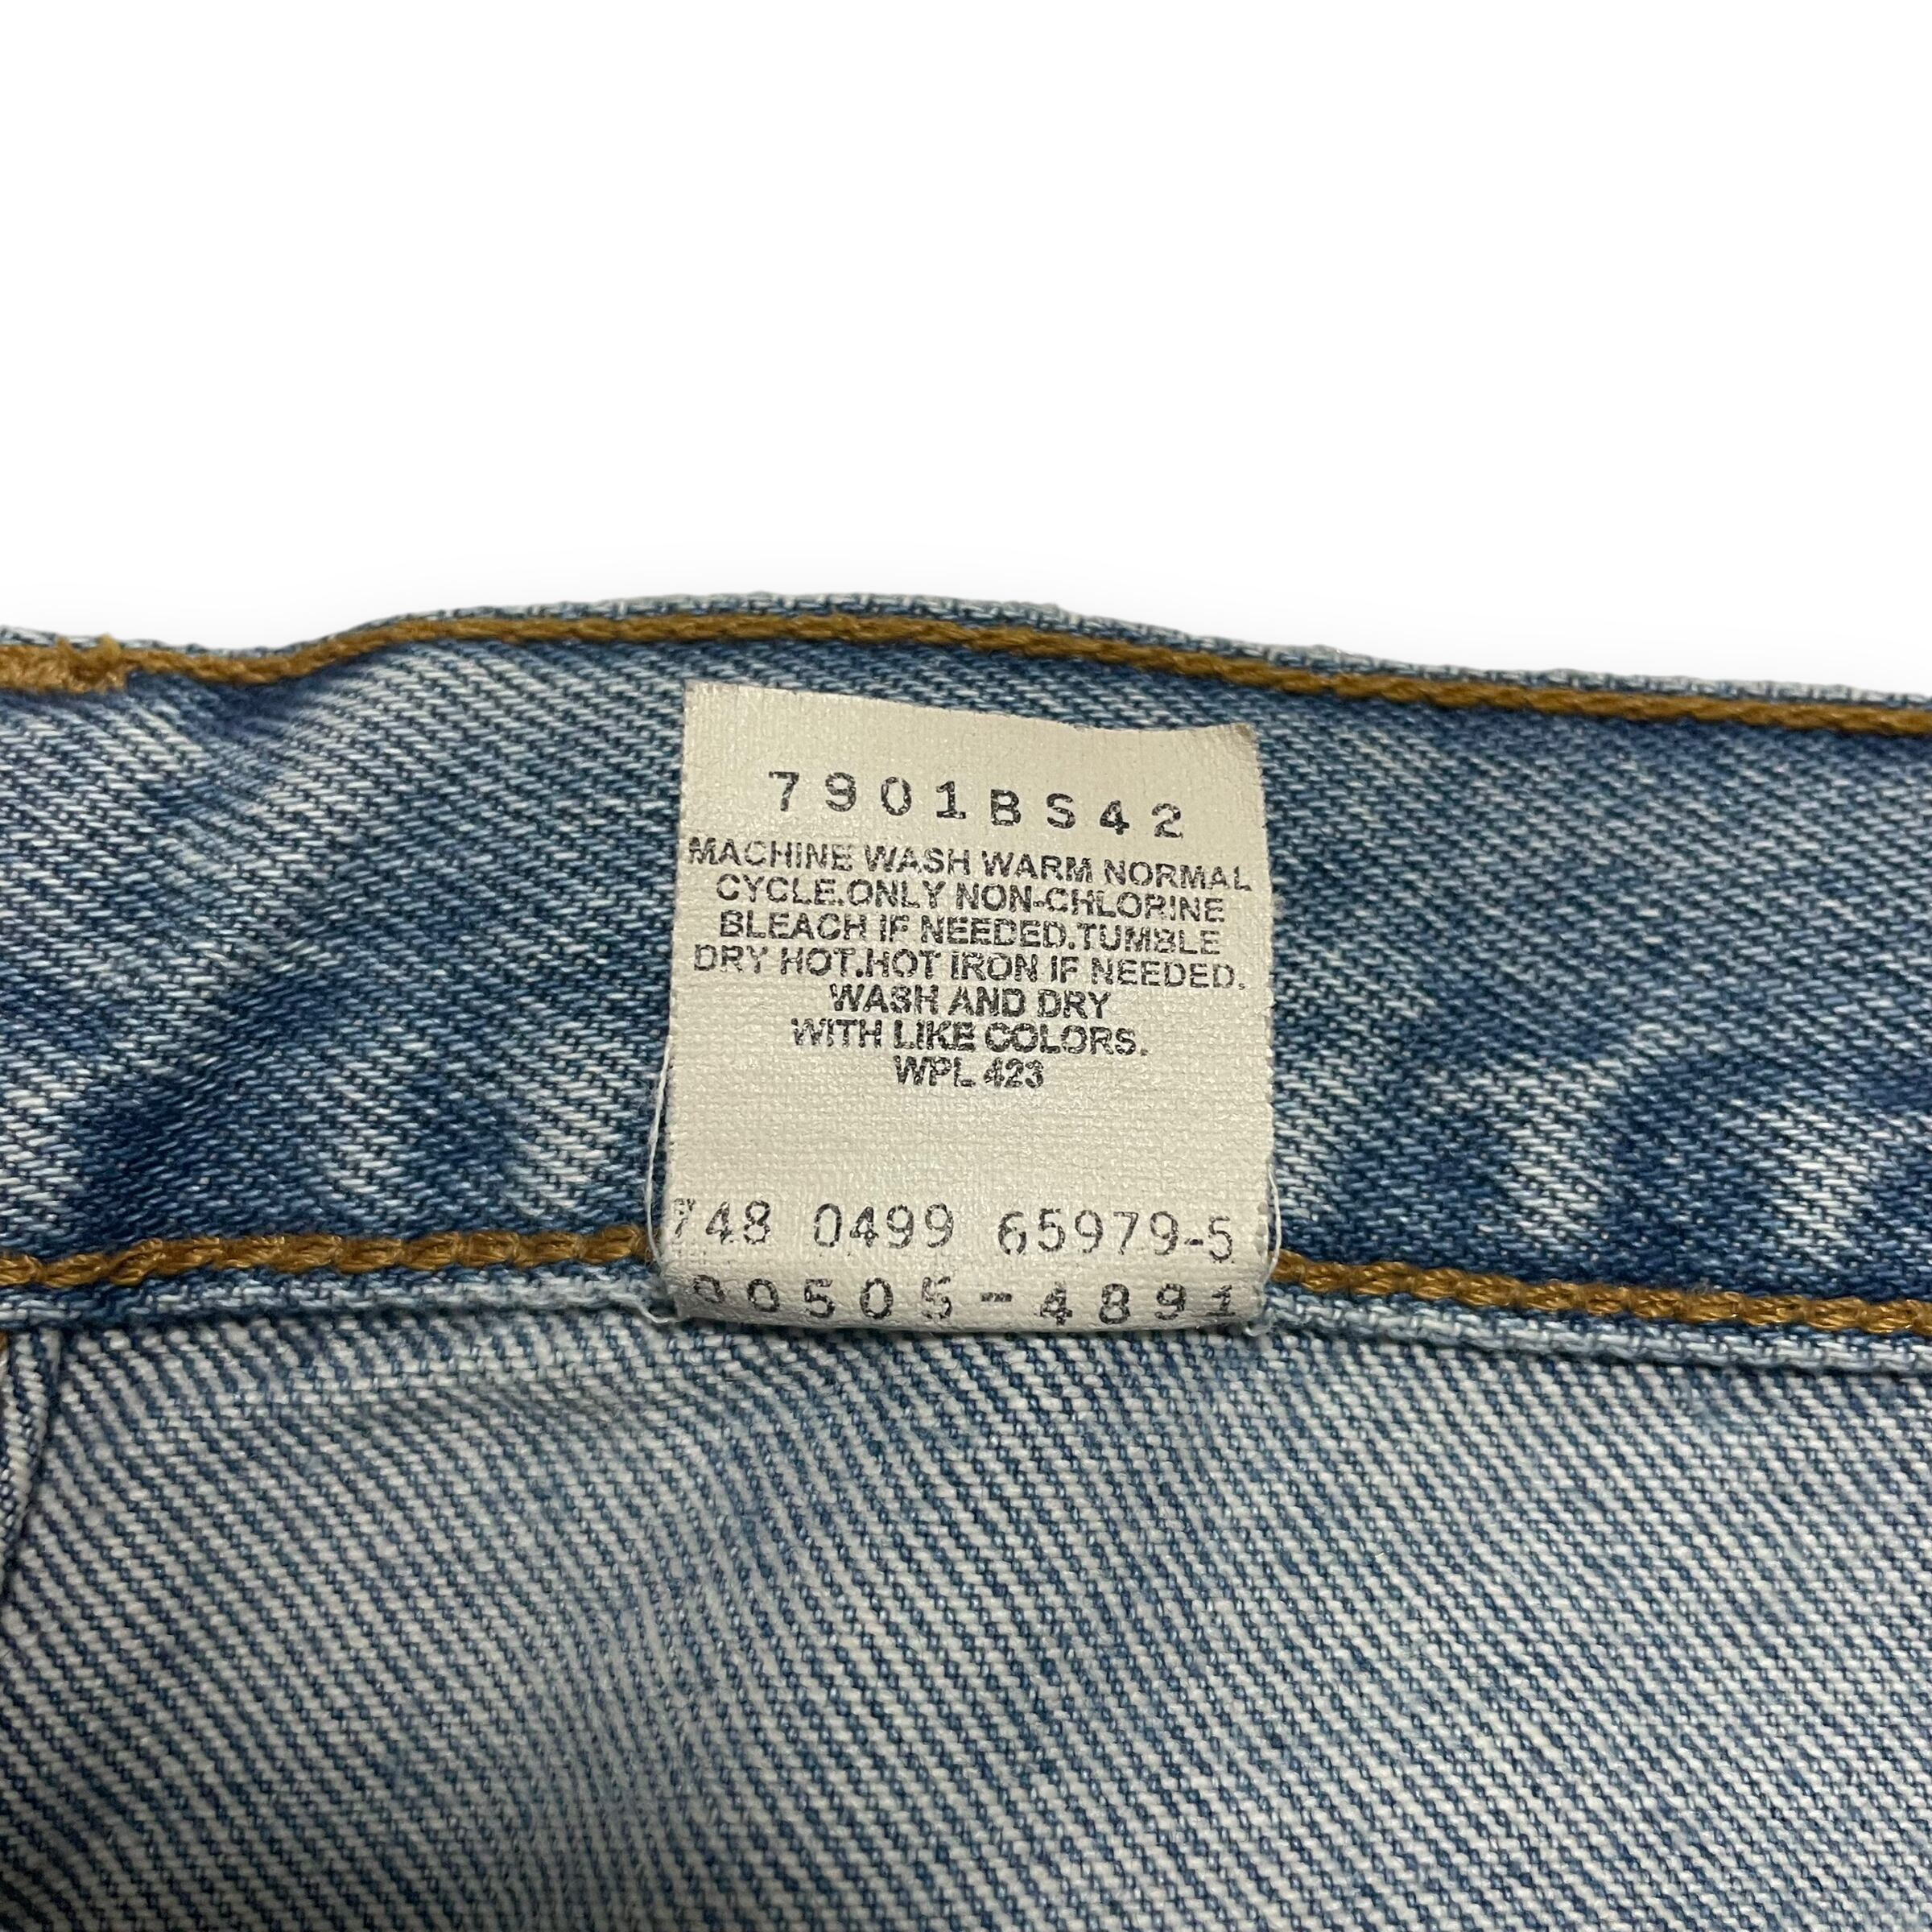 7901BS42
MACHINE WASH WARM NORMAL
CYCLE.ONLY NON-CHLORINE
BLEACH IF NEEDED.TUMBLE
DRY HOT.HOT IRON IF NEEDED.
WASH AND DRY
WITH LIKE COLORS.
WPL 423
748 0499 65979-5
00505-4891